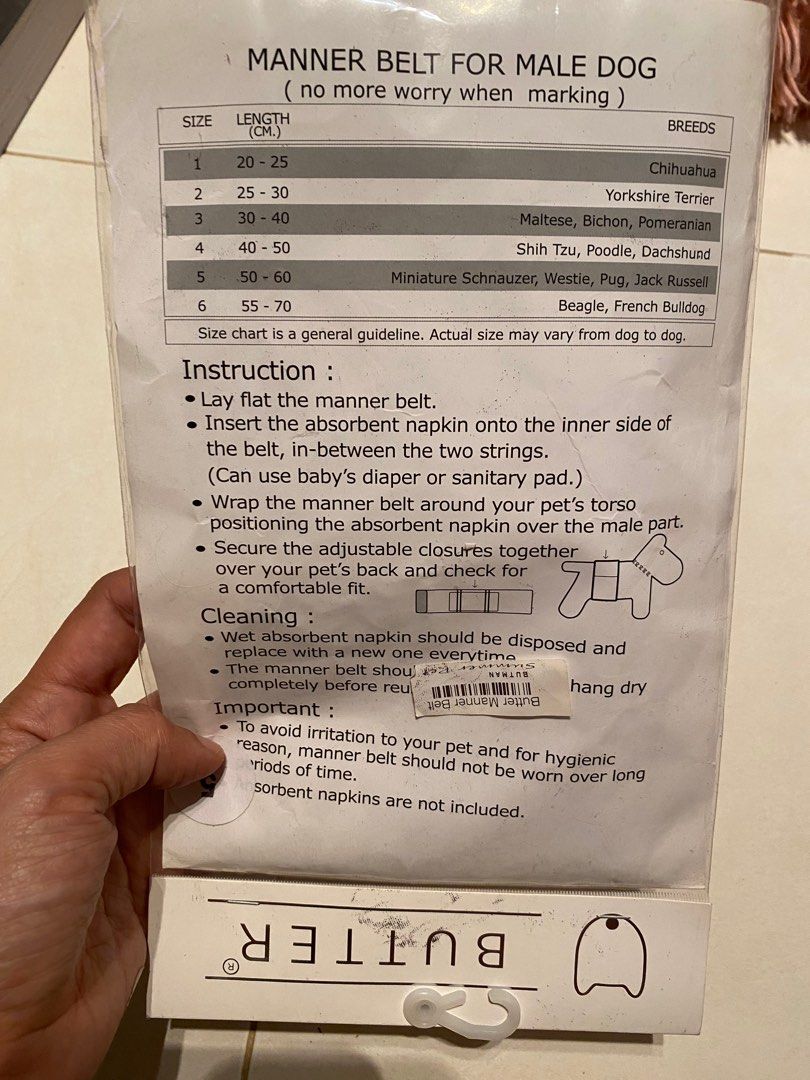 MANNER BELT FOR MALE DOG
( no more worry when marking )
SIZE LENGTH (CM.) BREEDS
1 20 - 25 Chihuahua
2 25 - 30 Yorkshire Terrier
3 30 - 40 Maltese, Bichon, Pomeranian
4 40 - 50 Shih Tzu, Poodle, Dachshund
5 50 - 60 Miniature Schnauzer, Westie, Pug, Jack Russell
6 55 - 70 Beagle, French Bulldog
Size chart is a general guideline. Actual size may vary from dog to dog.
Instruction :
• Lay flat the manner belt.
• Insert the absorbent napkin onto the inner side of
the belt, in-between the two strings.
(Can use baby's diaper or sanitary pad.)
• Wrap the manner belt around your pet's torso
positioning the absorbent napkin over the male part.
• Secure the adjustable closures together
over your pet's back and check for
a comfortable fit.
Cleaning :
• Wet absorbent napkin should be disposed and
replace with a new one everytime
• The manner belt shou
completely before reu hang dry
Butter Manner Belt
BUTMAN
Important :
• To avoid irritation to your pet and for hygienic
reason, manner belt should not be worn over long
riods of time.
sorbent napkins are not included.
BUTTER®